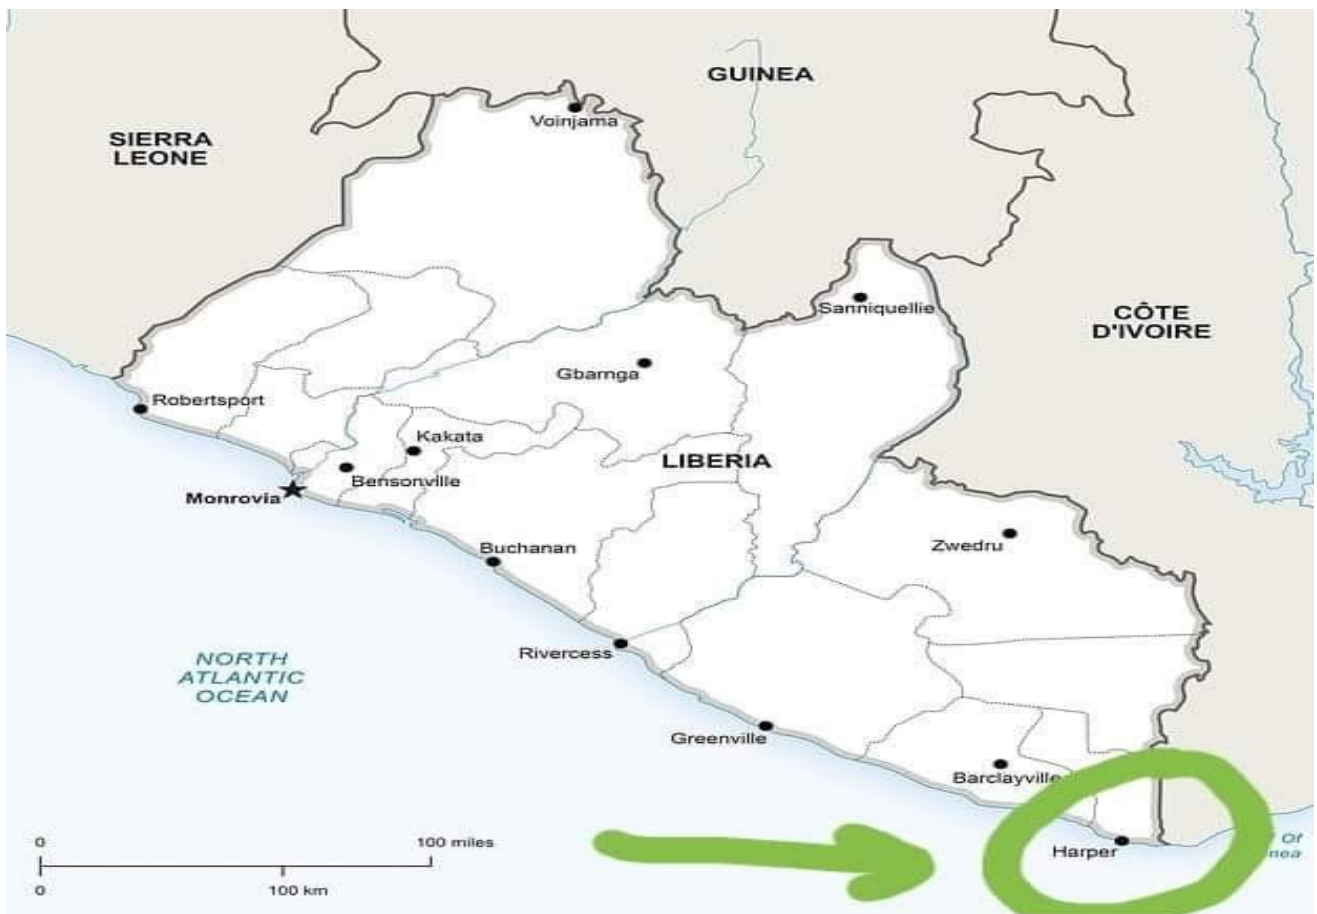 GUINEA
Voinjama
SIERRA
LEONE
Sanniquellie
CÔTE
D'IVOIRE
Gbarnga
Robertsport
Kakata
LIBERIA
Bensonville
Monrovia
Zwedru
Buchanan
Rivercess
NORTH
ATLANTIC
OCEAN
Greenville
Barclayville
0
100 miles
0
100 km
Harper
Of